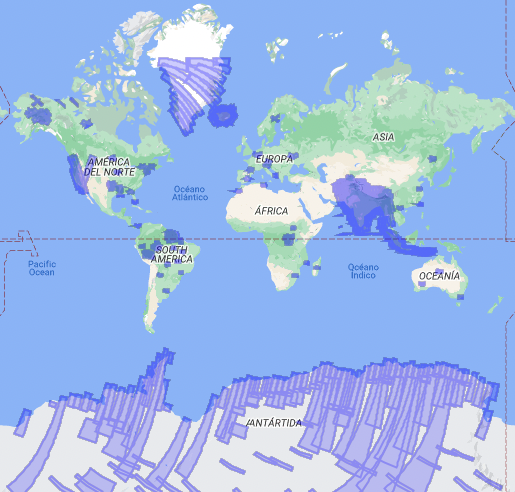 ASIA
AMÉRICA
DEL NORTE
EUROPA
Océano
Atlántico
ÁFRICA
SOUTH
AMERICA
Pacific
Ocean
Océano
Índico
OCEANÍA
ANTÁRTIDA